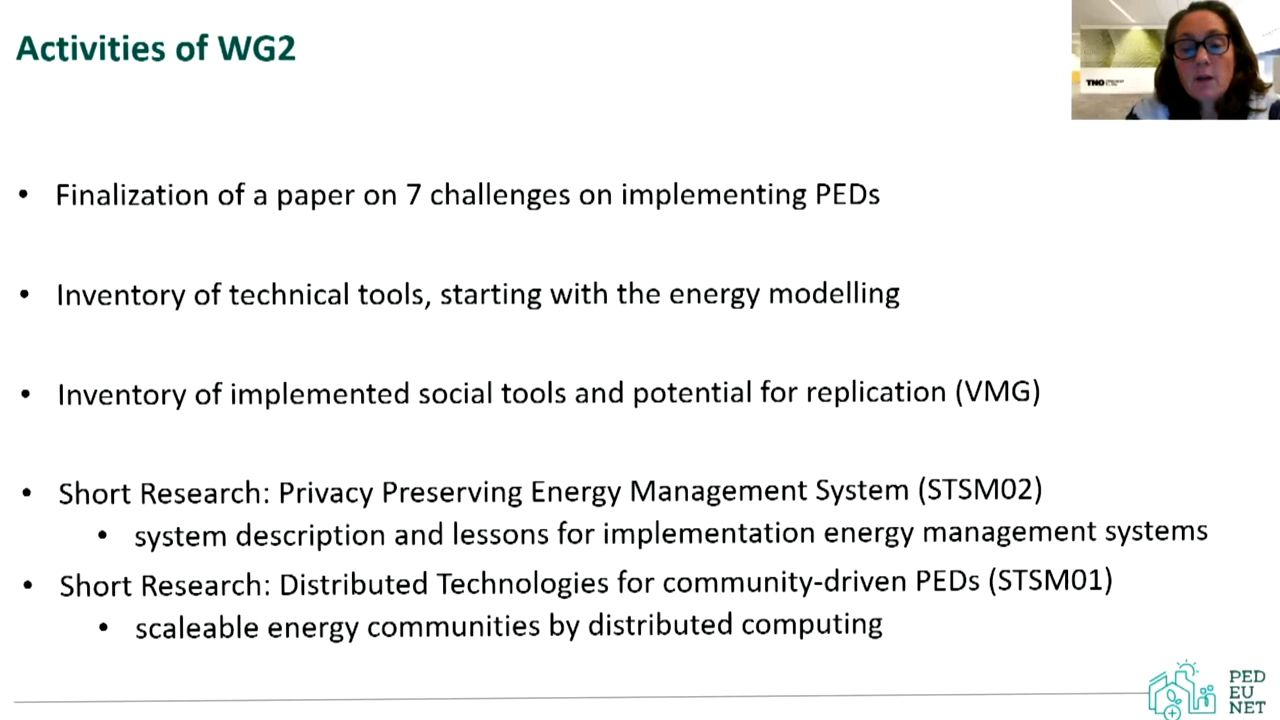 Activities of WG2
TNO
• Finalization of a paper on 7 challenges on implementing PEDs
• Inventory of technical tools, starting with the energy modelling
• Inventory of implemented social tools and potential for replication (VMG)
• Short Research: Privacy Preserving Energy Management System (STSM02)
• system description and lessons for implementation energy management systems
• Short Research: Distributed Technologies for community-driven PEDs (STSM01)
• scaleable energy communities by distributed computing
PED
EU
NET